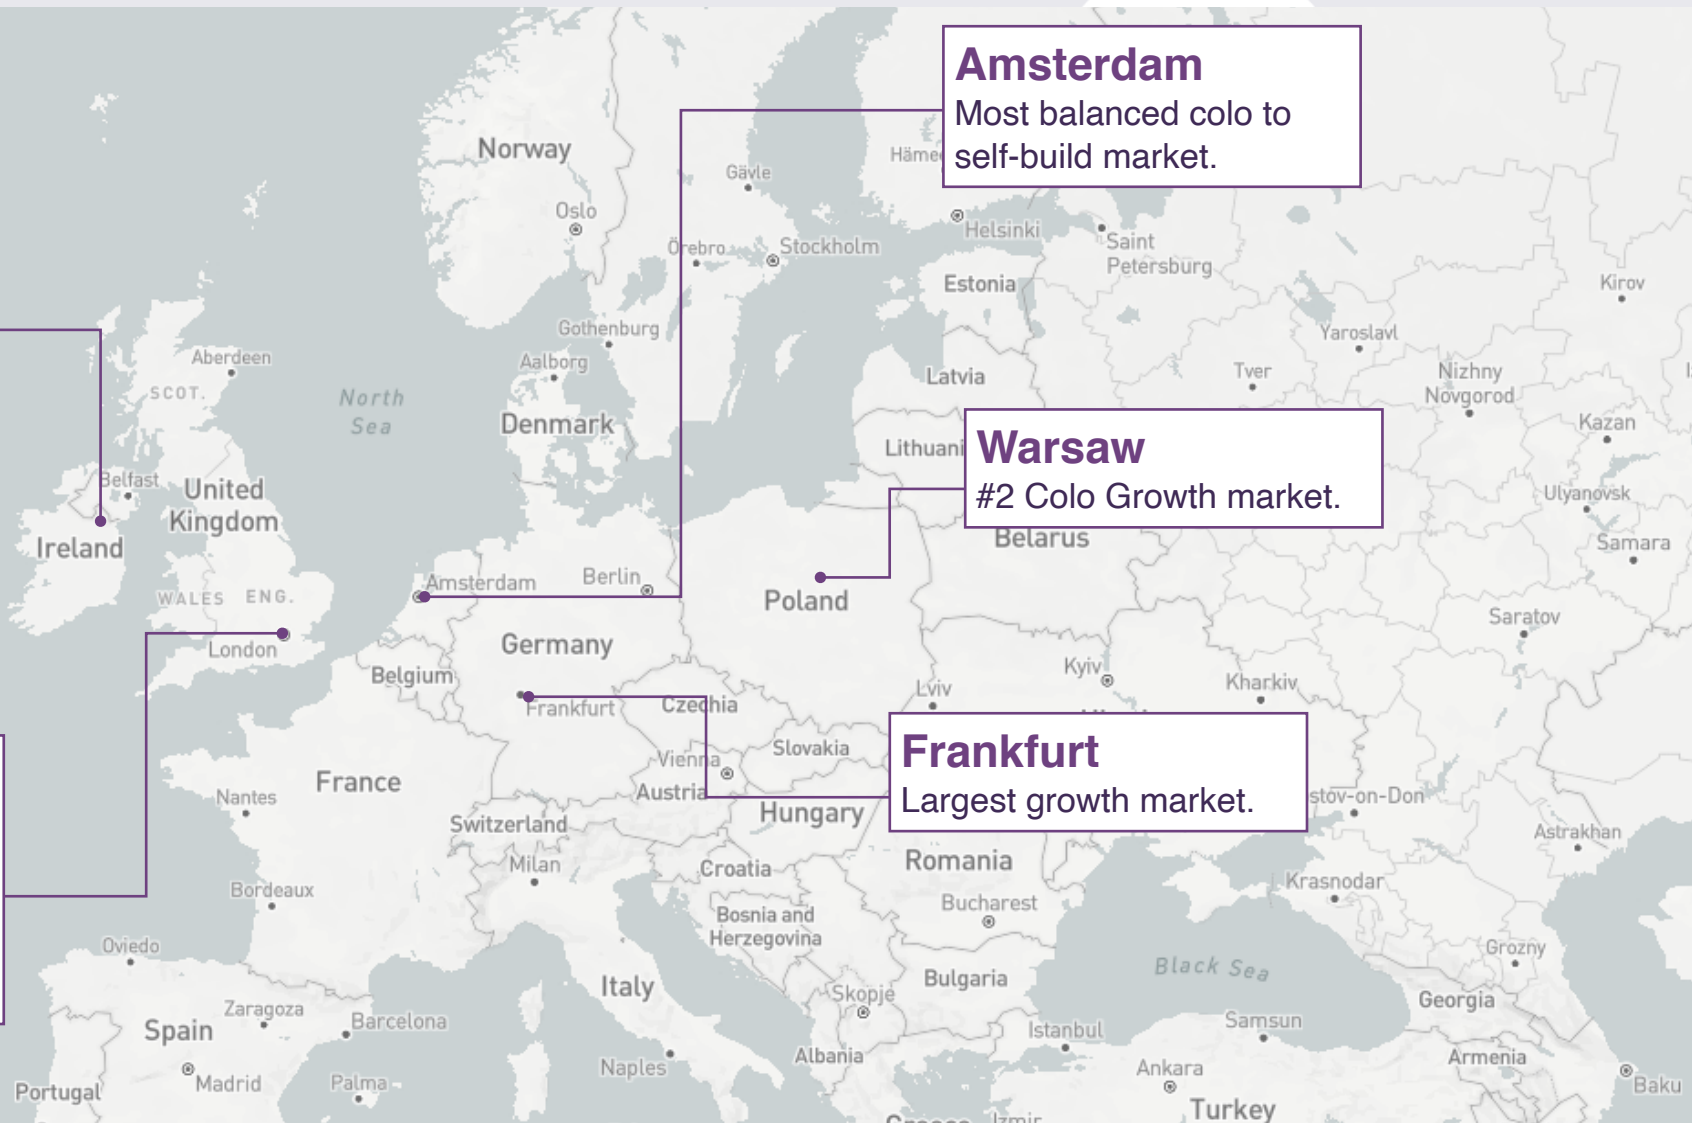 Amsterdam
Most balanced colo to
self-build market.
Norway
Gävle
Oslo
Helsinki
Örebro
Stockholm
Saint
Petersburg
Estonia
Kirov
Gothenburg
Yaroslavl
Aberdeen
Aalborg
Tver
Nizhny
Novgorod
SCOT.
North
Sea
Latvia
Denmark
Kazan
Warsaw
#2 Colo Growth market.
Belfast
United
Kingdom
Ulyanovsk
Ireland
Belarus
Samara
Amsterdam
Berlin
WALES ENG.
Poland
Saratov
London
Germany
Belgium
Kyiv
Kharkiv
Lviv
Frankfurt
Czechia
Frankfurt
Largest growth market.
Slovakia
Vienna
France
Austria
Nantes
Hungary
stov-on-Don
Switzerland
Astrakhan
Milan
Croatia
Romania
Krasnodar
Bordeaux
Bucharest
Bosnia and
Herzegovina
Oviedo
Grozny
Black Sea
Italy
Bulgaria
Skopje
Georgia
Zaragoza
Barcelona
Spain
Istanbul
Samsun
Naples
Albania
Armenia
Ankara
Madrid
Palma
Portugal
Baku
Turkey